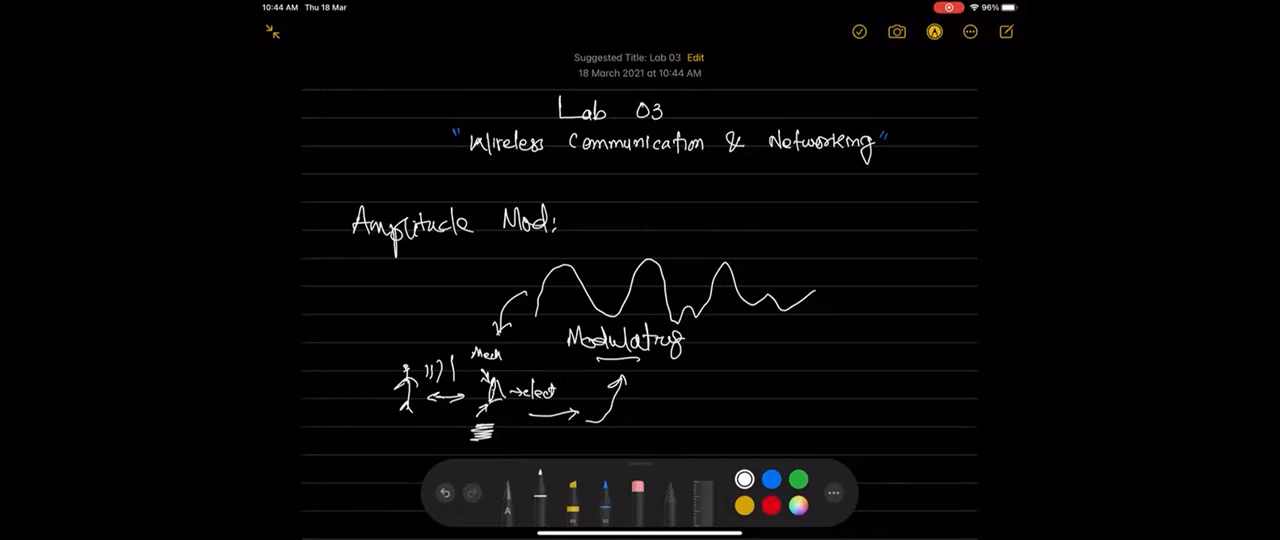 10:44 AM Thu 18 Mar 96%
Suggested Title: Lab 03 Edit
18 March 2021 at 10:44 AM
Lab 03
"Wireless Communication & Networking"
Amplitude Mod:
Modulating
Mech
→elect
A